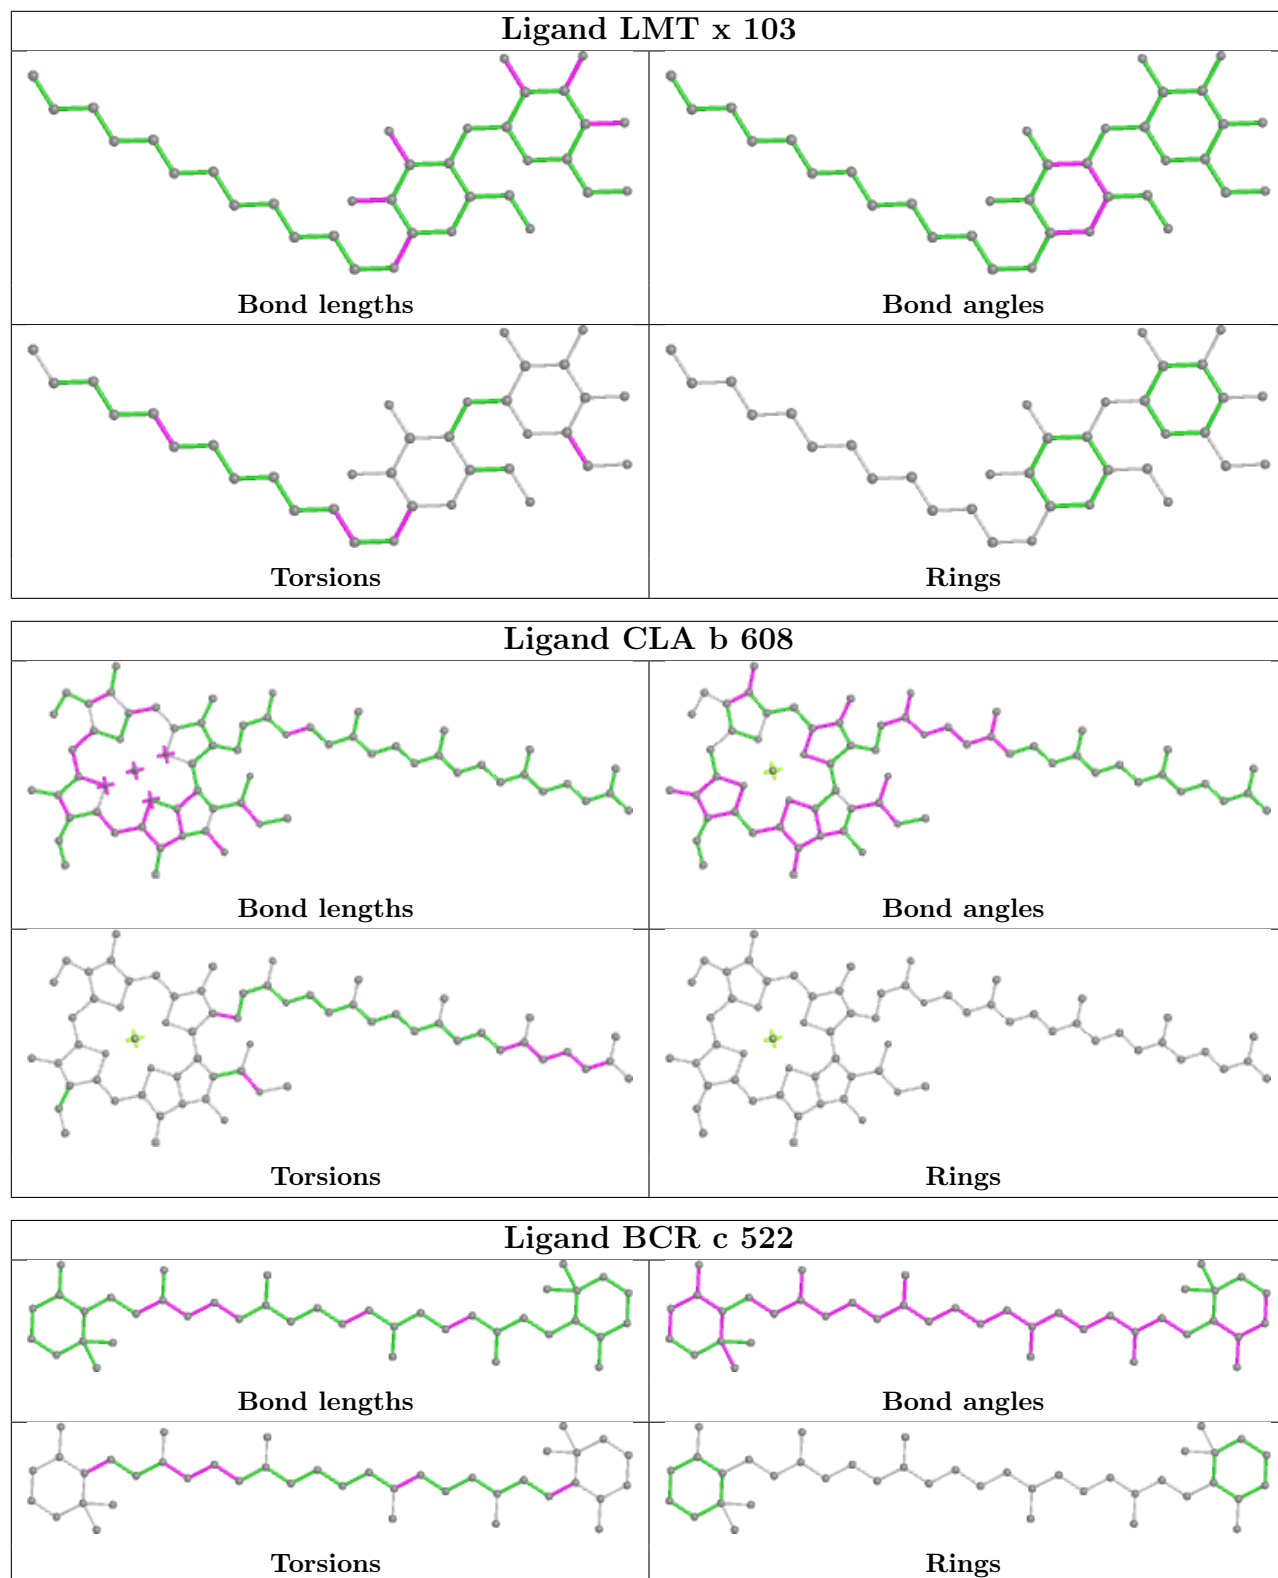 Ligand LMT x 103
Bond lengths
Bond angles
Torsions
Rings
Ligand CLA b 608
Bond lengths
Bond angles
Torsions
Rings
Ligand BCR c 522
Bond lengths
Bond angles
Torsions
Rings